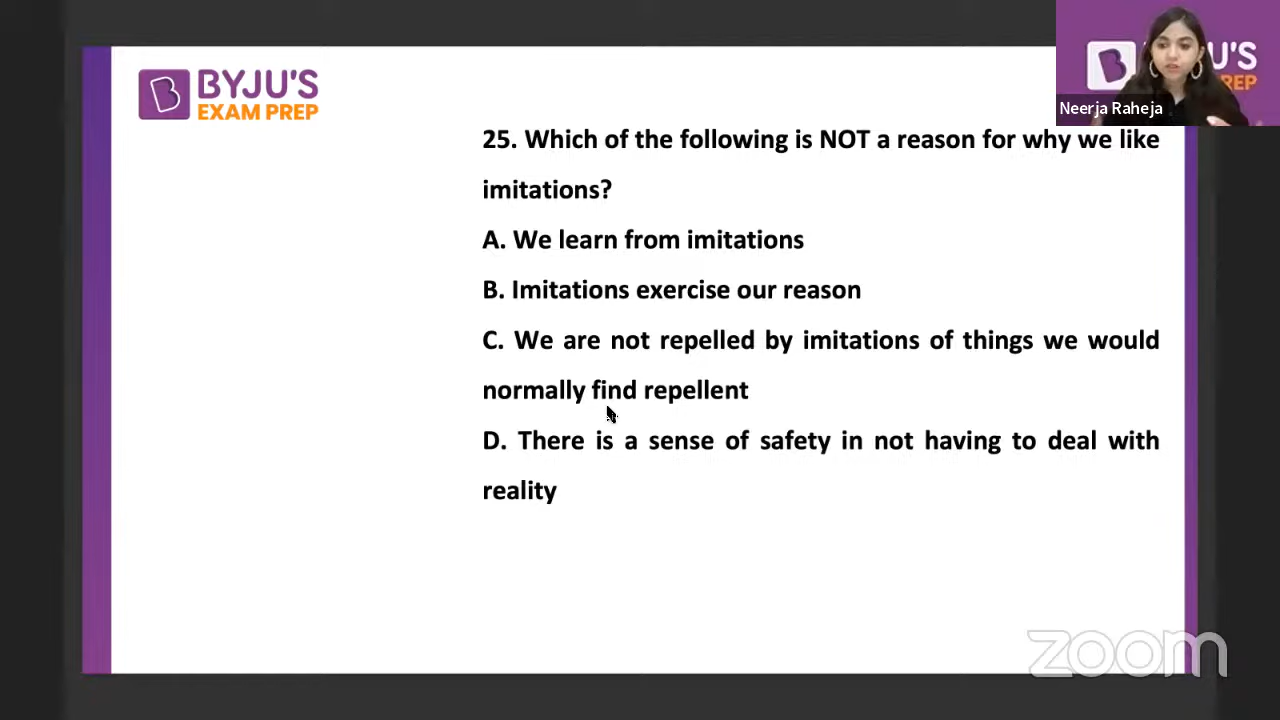 BYJU'S
EXAM PREP
Neerja Raheja
25. Which of the following is NOT a reason for why we like
imitations?
A. We learn from imitations
B. Imitations exercise our reason
C. We are not repelled by imitations of things we would
normally find repellent
D. There is a sense of safety in not having to deal with
reality
zoom